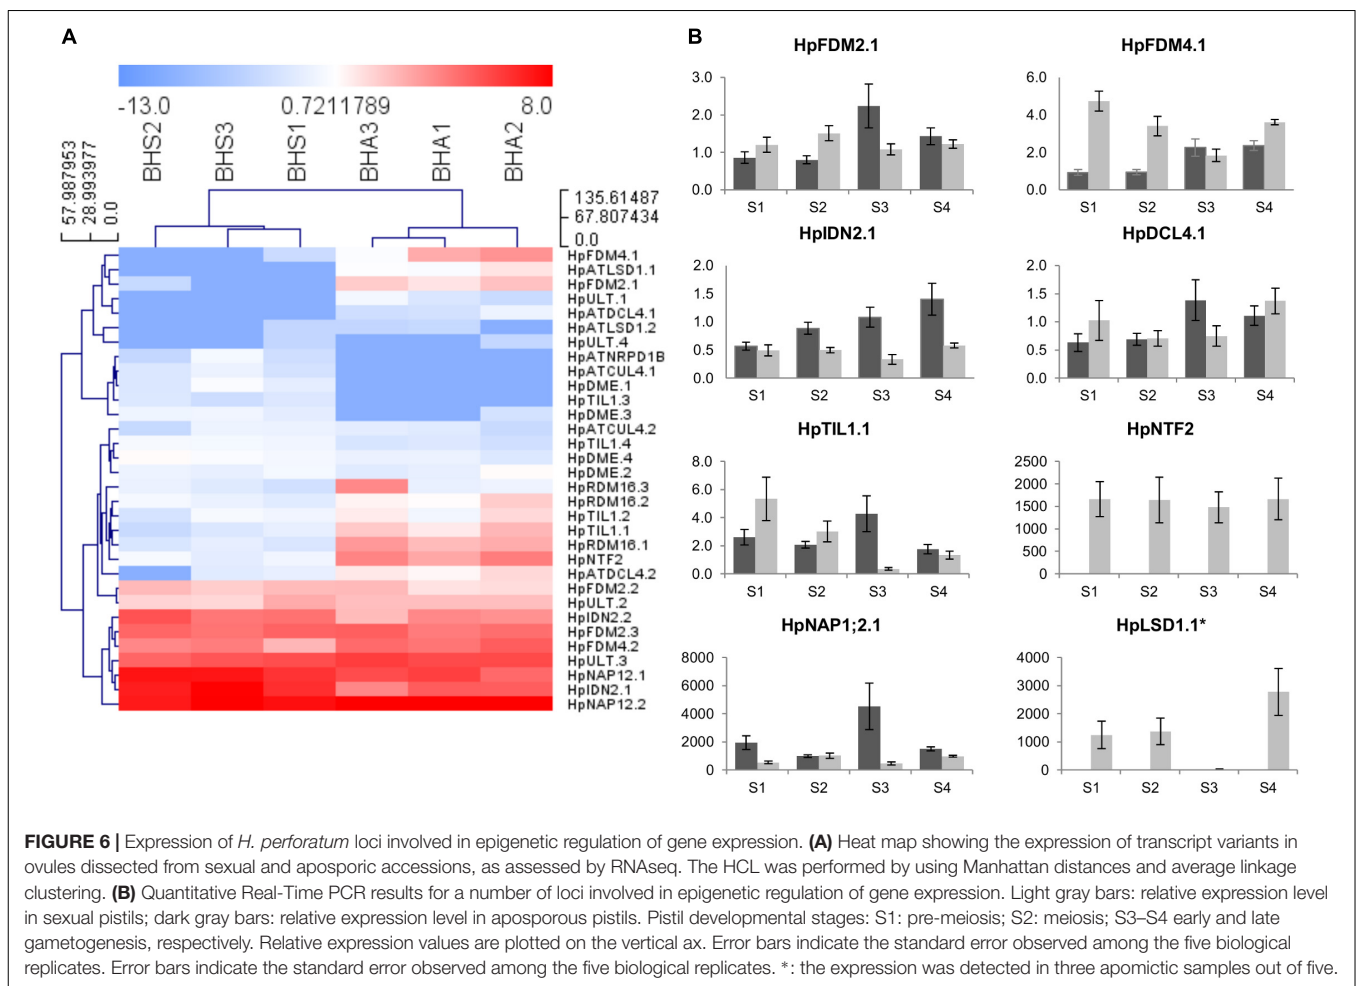 A
-13.0 0.7211789 8.0
BHS2 BHS3 BHS1 BHA3 BHA1 BHA2
57.987953
28.993977
0.0
135.61487
67.807434
0.0
HpFDM4.1
HpATLSD1.1
HpFDM2.1
HpULT.1
HpATDCL4.1
HpATLSD1.2
HpULT.4
HpATNRPD1B
HpATCUL4.1
HpDME.1
HpTIL1.3
HpDME.3
HpATCUL4.2
HpTIL1.4
HpDME.4
HpDME.2
HpRDM16.3
HpRDM16.2
HpTIL1.2
HpTIL1.1
HpRDM16.1
HpNTF2
HpATDCL4.2
HpFDM2.2
HpULT.2
HpIDN2.2
HpFDM2.3
HpFDM4.2
HpULT.3
HpNAP12.1
HpIDN2.1
HpNAP12.2
B
HpFDM2.1
3.0
2.0
1.0
0.0
S1 S2 S3 S4
HpFDM4.1
6.0
4.0
2.0
0.0
S1 S2 S3 S4
HpIDN2.1
2.0
1.5
1.0
0.5
0.0
S1 S2 S3 S4
HpDCL4.1
2.0
1.5
1.0
0.5
0.0
S1 S2 S3 S4
HpTIL1.1
8.0
6.0
4.0
2.0
0.0
S1 S2 S3 S4
HpNTF2
2500
2000
1500
1000
500
0
S1 S2 S3 S4
HpNAP1;2.1
8000
6000
4000
2000
0
S1 S2 S3 S4
HpLSD1.1*
4000
3000
2000
1000
0
S1 S2 S3 S4
FIGURE 6 | Expression of H. perforatum loci involved in epigenetic regulation of gene expression. (A) Heat map showing the expression of transcript variants in
ovules dissected from sexual and aposporic accessions, as assessed by RNAseq. The HCL was performed by using Manhattan distances and average linkage
clustering. (B) Quantitative Real-Time PCR results for a number of loci involved in epigenetic regulation of gene expression. Light gray bars: relative expression level
in sexual pistils; dark gray bars: relative expression level in aposporous pistils. Pistil developmental stages: S1: pre-meiosis; S2: meiosis; S3–S4 early and late
gametogenesis, respectively. Relative expression values are plotted on the vertical ax. Error bars indicate the standard error observed among the five biological
replicates. Error bars indicate the standard error observed among the five biological replicates. *: the expression was detected in three apomictic samples out of five.